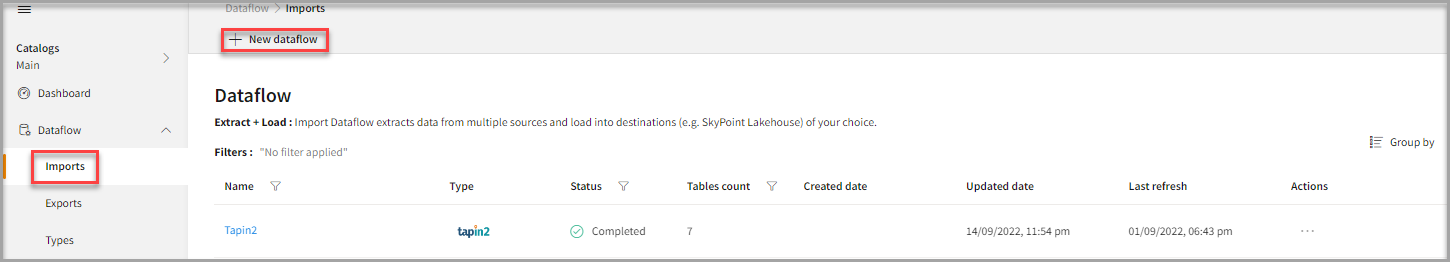 Dataflow > Imports
+ New dataflow
Catalogs
Main
Dashboard
Dataflow
Imports
Exports
Types
Dataflow
Extract + Load : Import Dataflow extracts data from multiple sources and load into destinations (e.g. SkyPoint Lakehouse) of your choice.
Filters : "No filter applied"
Group by
Name Type Status Tables count Created date Updated date Last refresh Actions
Tapin2 tapin2 Completed 7 14/09/2022, 11:54 pm 01/09/2022, 06:43 pm ...